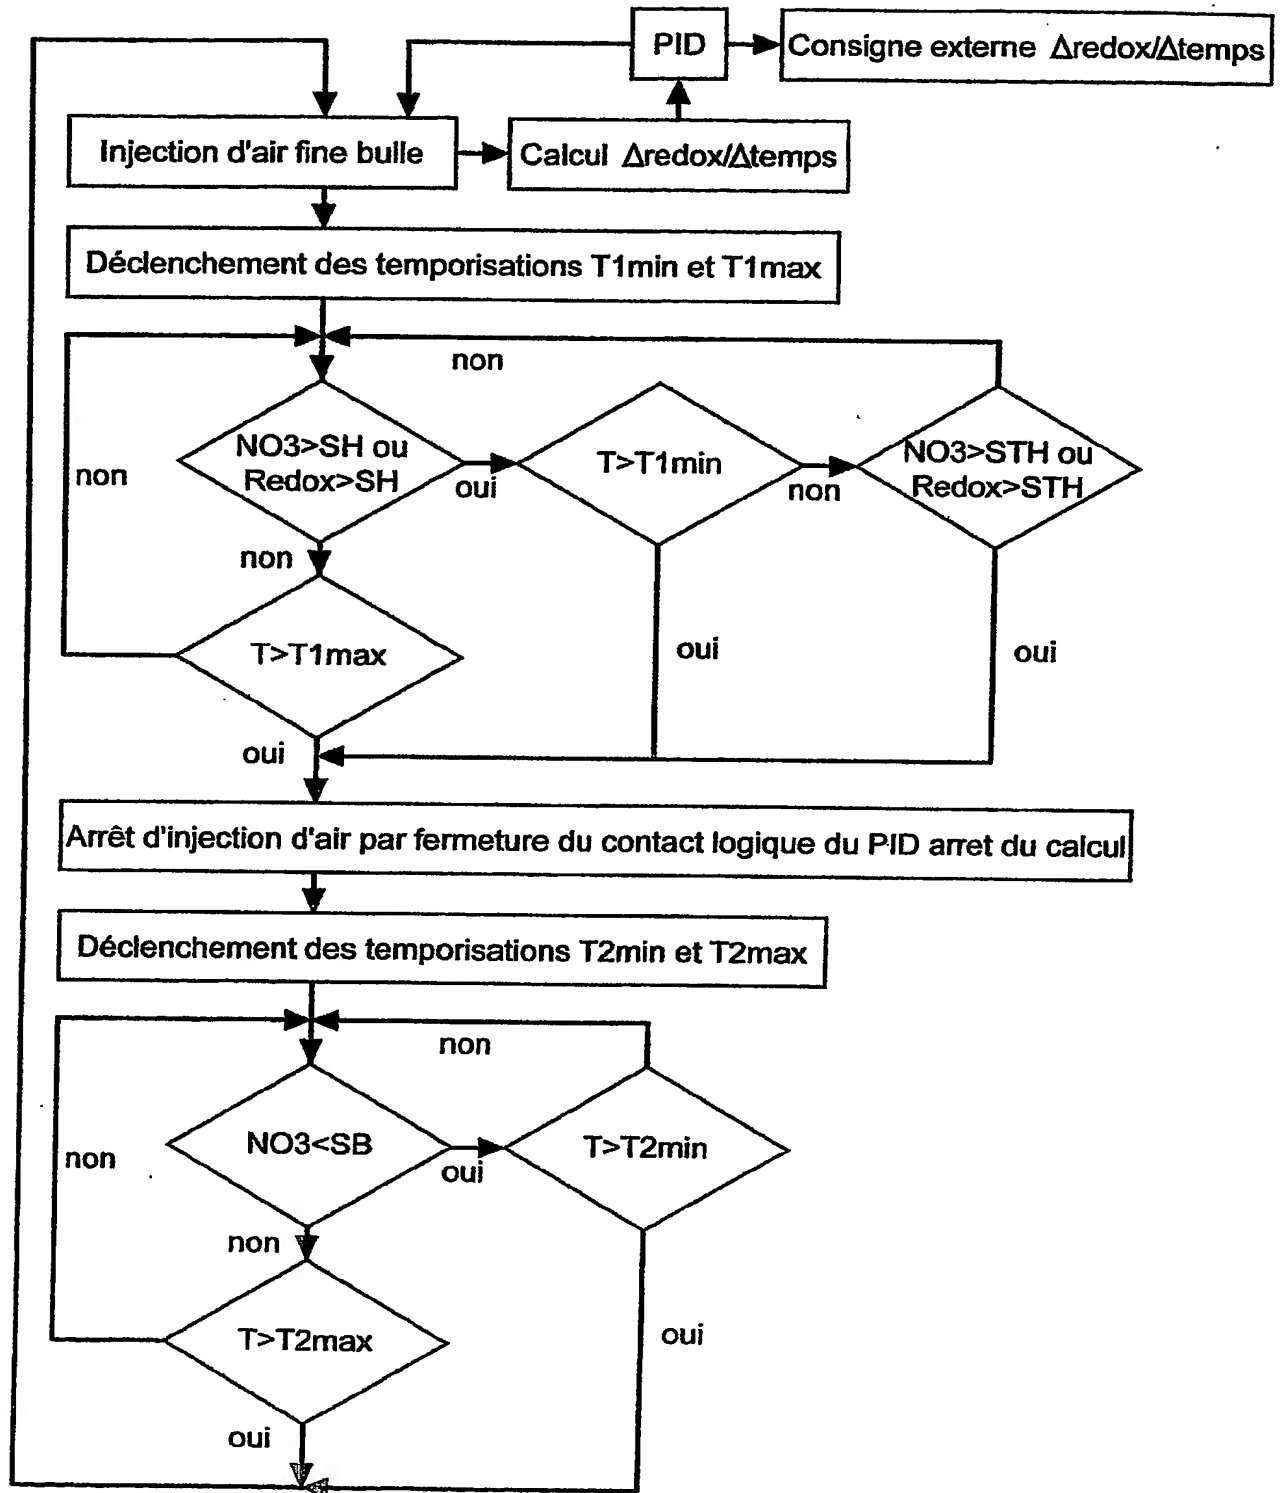 PID
Consigne externe Δredox/Δtemps
Injection d'air fine bulle
Calcul Δredox/Δtemps
Déclenchement des temporisations T1min et T1max
non
NO3>SH ou
Redox>SH
oui
T>T1min
non
NO3>STH ou
Redox>STH
non
non
T>T1max
oui
oui
oui
Arrêt d'injection d'air par fermeture du contact logique du PID arret du calcul
Déclenchement des temporisations T2min et T2max
non
NO3<SB
oui
T>T2min
non
non
T>T2max
oui
oui